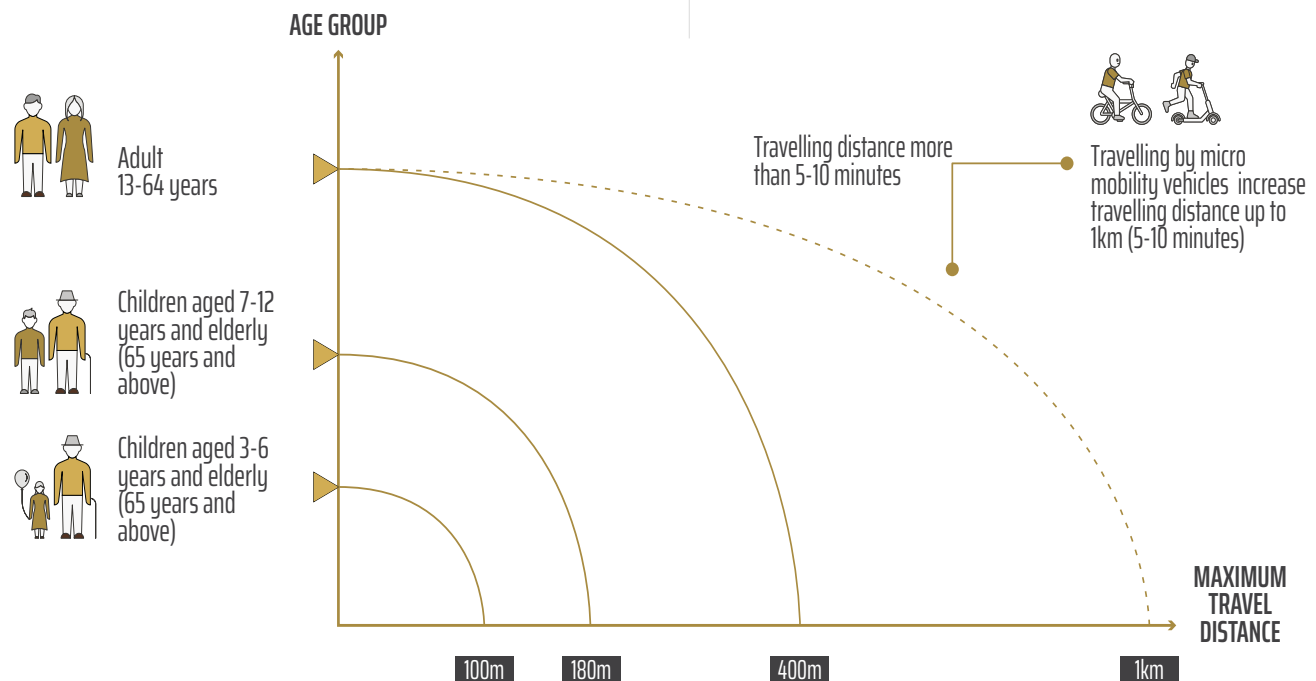 AGE GROUP
Adult
13-64 years
Children aged 7-12
years and elderly
(65 years and
above)
Children aged 3-6
years and elderly
(65 years and
above)
Travelling distance more
than 5-10 minutes
Travelling by micro
mobility vehicles increase
travelling distance up to
1km (5-10 minutes)
MAXIMUM
TRAVEL
DISTANCE
100m
180m
400m
1km